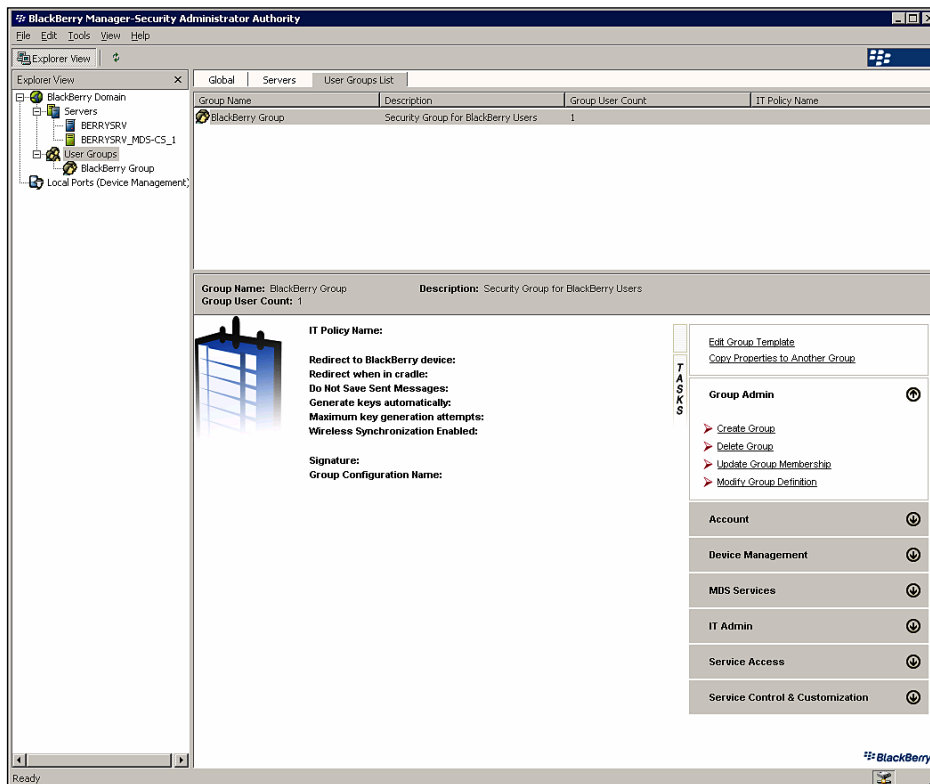 BlackBerry Manager-Security Administrator Authority
File Edit Tools View Help
Explorer View
Explorer View
BlackBerry Domain
Servers
BERRYSRV
BERRYSRV_MDS-CS_1
User Groups
BlackBerry Group
Local Ports (Device Management)
Global Servers User Groups List
Group Name Description Group User Count IT Policy Name
BlackBerry Group Security Group for BlackBerry Users 1
Group Name: BlackBerry Group Description: Security Group for BlackBerry Users
Group User Count: 1
IT Policy Name:
Redirect to BlackBerry device:
Redirect when in cradle:
Do Not Save Sent Messages:
Generate keys automatically:
Maximum key generation attempts:
Wireless Synchronization Enabled:
Signature:
Group Configuration Name:
TASKS
Edit Group Template
Copy Properties to Another Group
Group Admin
Create Group
Delete Group
Update Group Membership
Modify Group Definition
Account
Device Management
MDS Services
IT Admin
Service Access
Service Control & Customization
BlackBerry
Ready